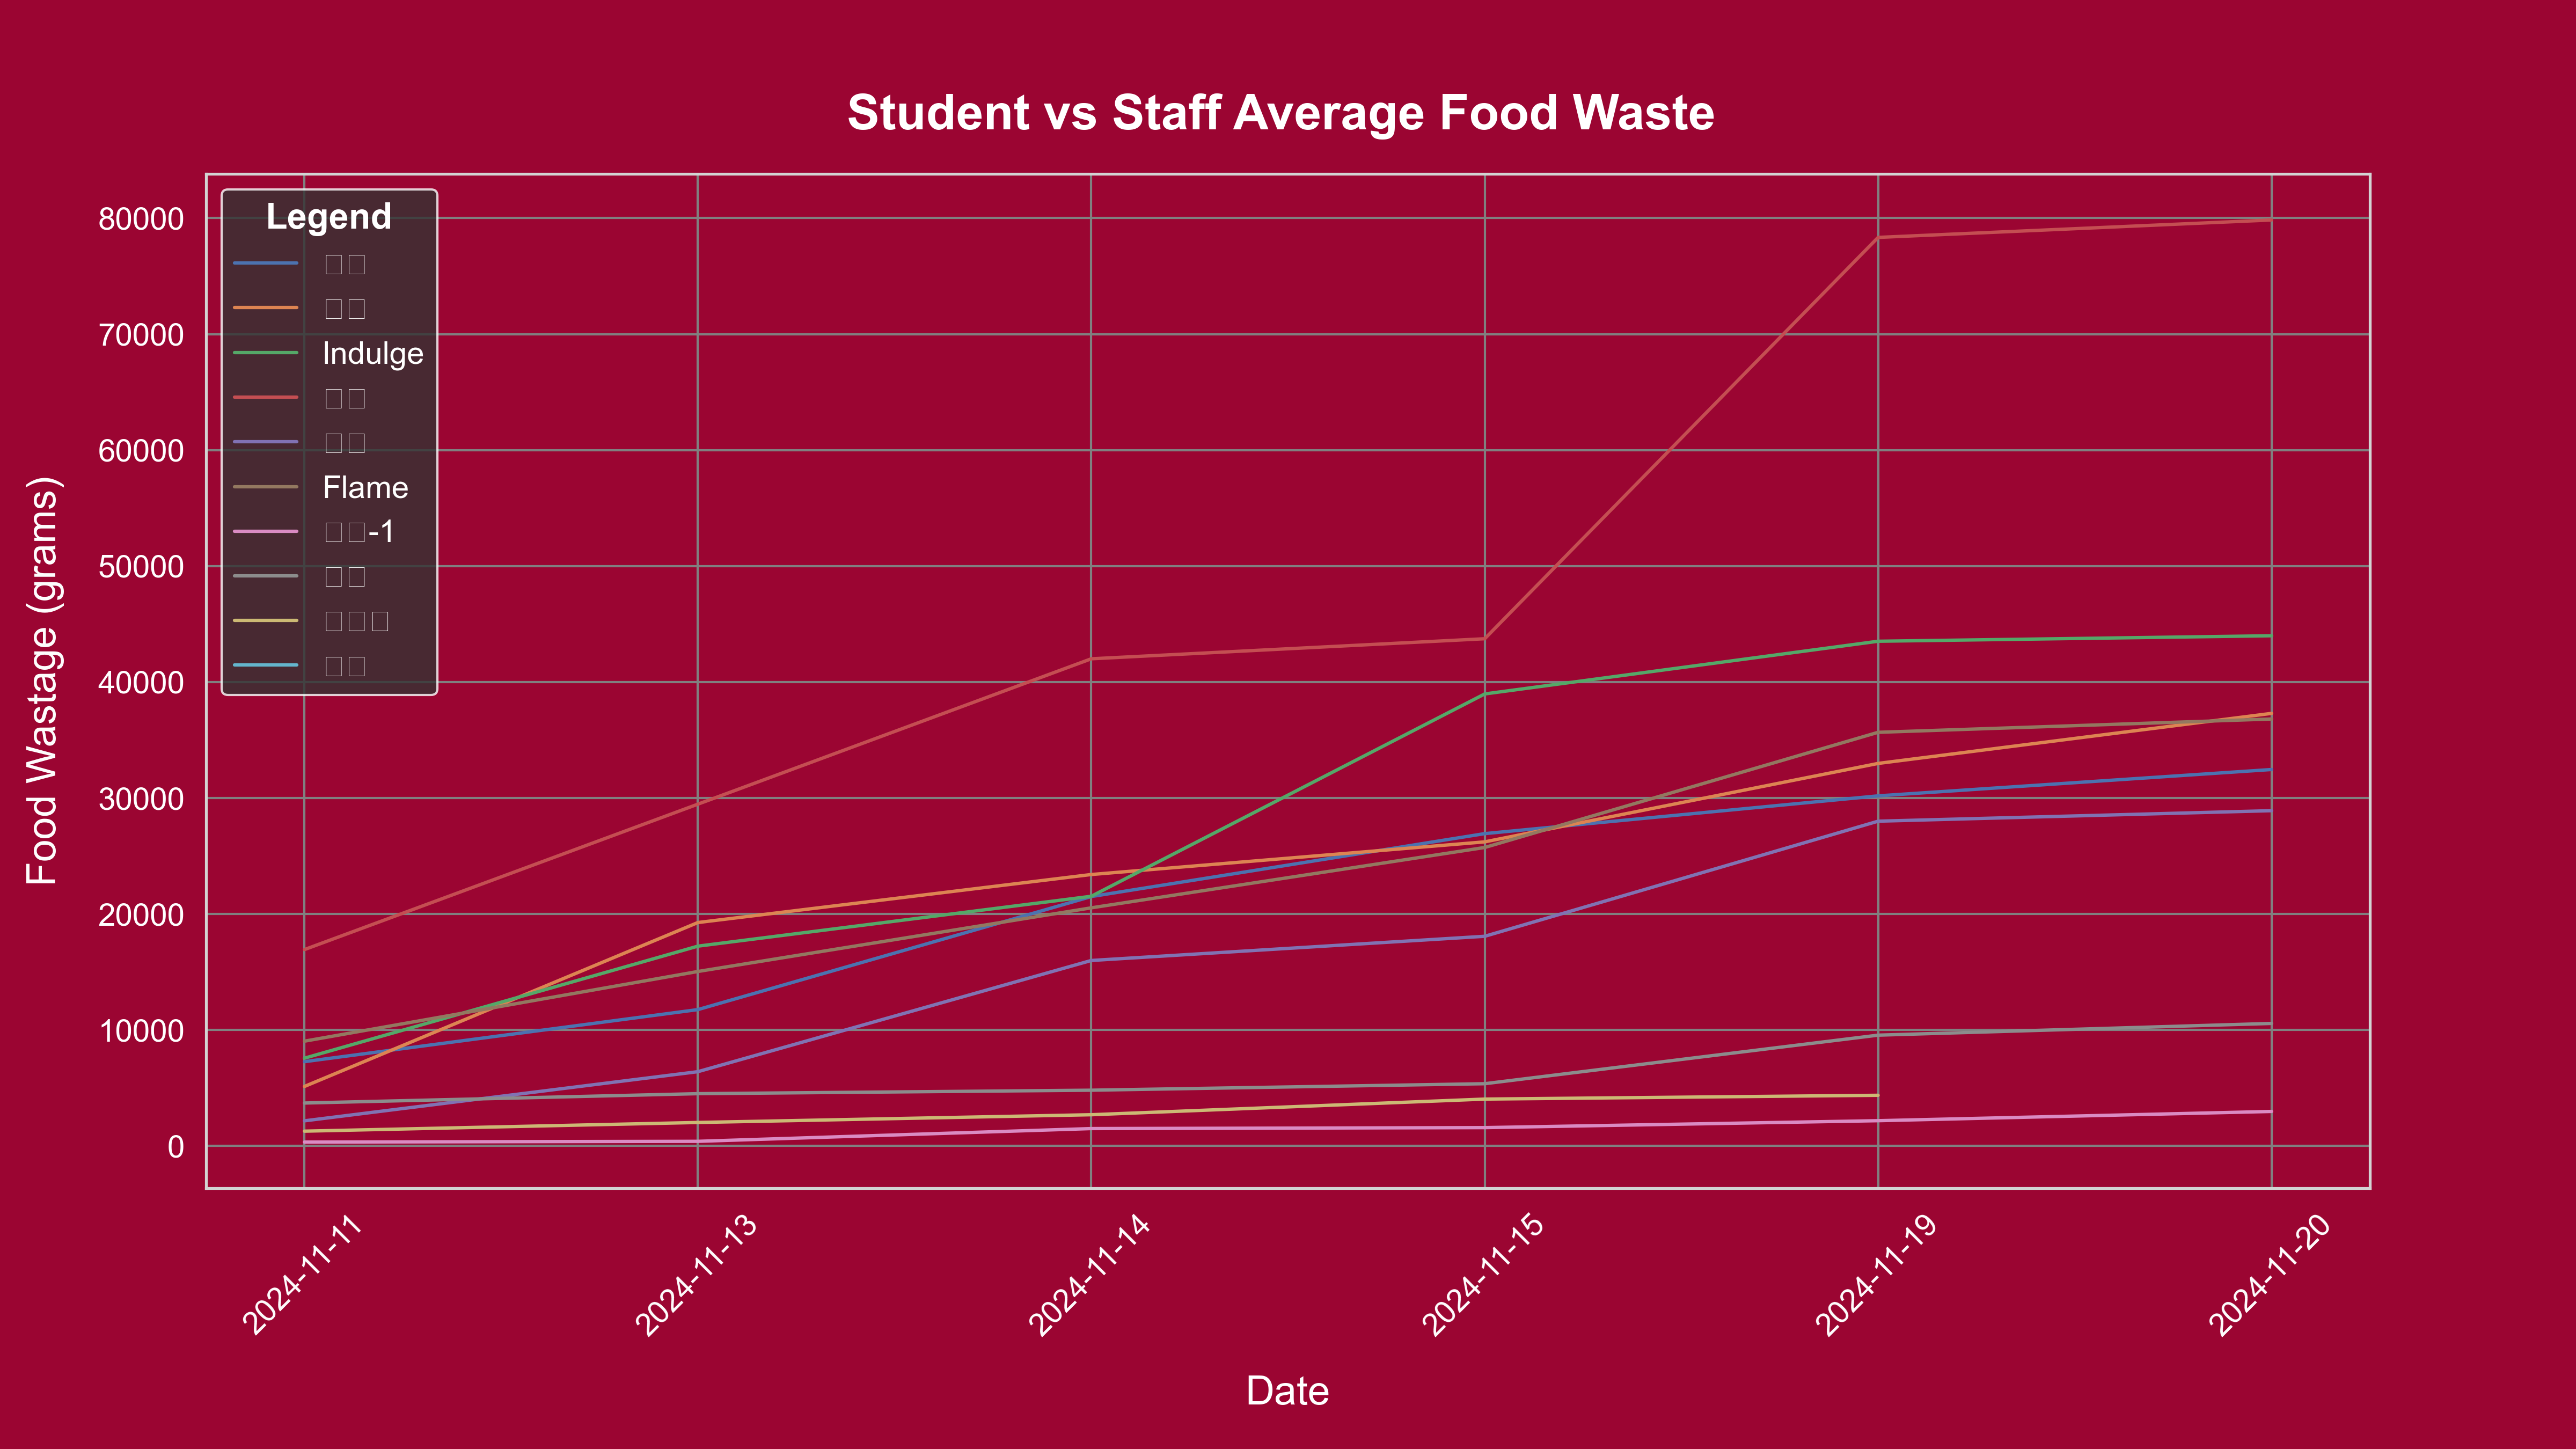 Student vs Staff Average Food Waste
Legend
Indulge
Flame
-1
80000
70000
60000
50000
40000
30000
20000
10000
0
Food Wastage (grams)
2024-11-11
2024-11-13
2024-11-14
2024-11-15
2024-11-19
2024-11-20
Date